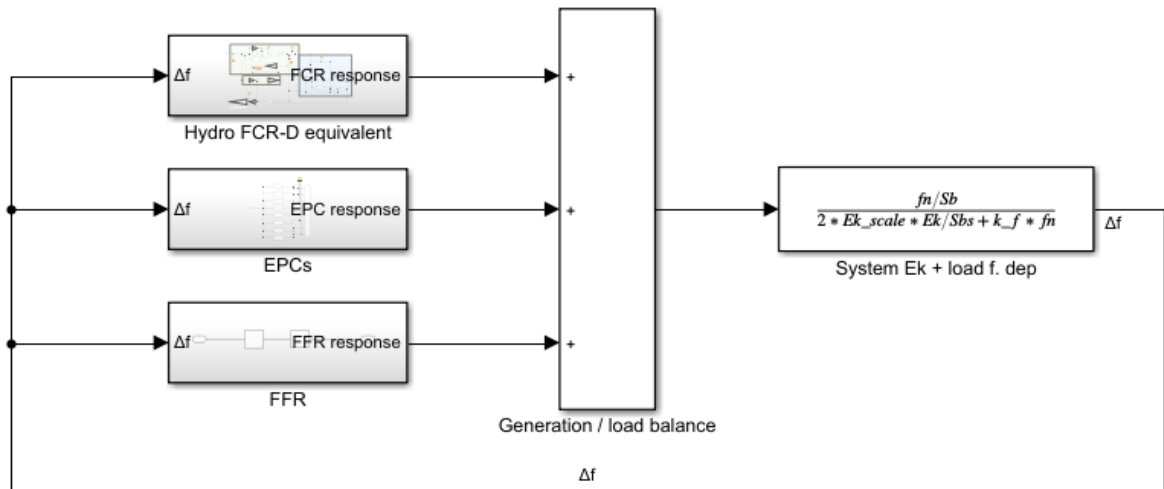 Δf
FCR response
+
Hydro FCR-D equivalent
Δf
EPC response
+
EPCs
fn/Sb
2 * Ek_scale * Ek/Sbs + k_f * fn
Δf
System Ek + load f. dep
Δf
FFR response
+
FFR
Generation / load balance
Δf